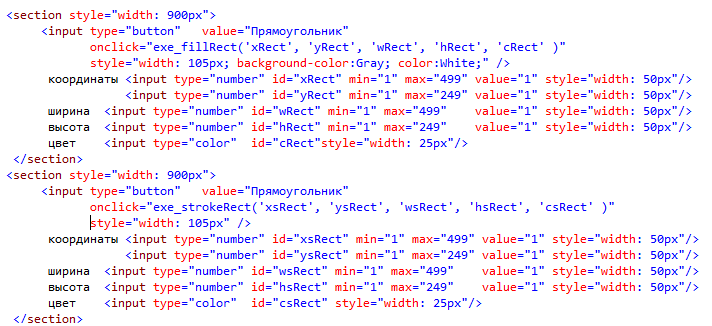 <section style="width: 900px">
<input type="button" value="Прямоугольник"
onclick="exe_fillRect('xRect', 'yRect', 'wRect', 'hRect', 'cRect' )"
style="width: 105px; background-color:Gray; color:White;" />
координаты <input type="number" id="xRect" min="1" max="499" value="1" style="width: 50px"/>
<input type="number" id="yRect" min="1" max="249" value="1" style="width: 50px"/>
ширина <input type="number" id="wRect" min="1" max="499" value="1" style="width: 50px"/>
высота <input type="number" id="hRect" min="1" max="249" value="1" style="width: 50px"/>
цвет <input type="color" id="cRect"style="width: 25px"/>
</section>
<section style="width: 900px">
<input type="button" value="Прямоугольник"
onclick="exe_strokeRect('xsRect', 'ysRect', 'wsRect', 'hsRect', 'csRect' )"
style="width: 105px" />
координаты <input type="number" id="xsRect" min="1" max="499" value="1" style="width: 50px"/>
<input type="number" id="ysRect" min="1" max="249" value="1" style="width: 50px"/>
ширина <input type="number" id="wsRect" min="1" max="499" value="1" style="width: 50px"/>
высота <input type="number" id="hsRect" min="1" max="249" value="1" style="width: 50px"/>
цвет <input type="color" id="csRect" style="width: 25px"/>
</section>